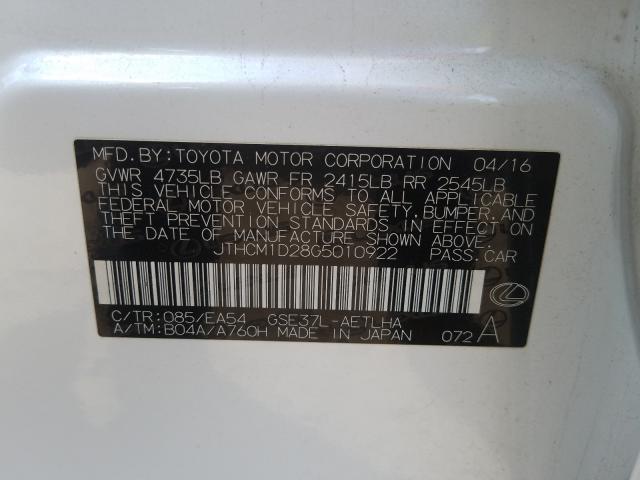 MFD. BY: TOYOTA MOTOR CORPORATION 04/16
GVWR 4735LB GAWR FR 2415LB RR 2545LB
THIS VEHICLE CONFORMS TO ALL APPLICABLE
FEDERAL MOTOR VEHICLE SAFETY, BUMPER, AND
THEFT PREVENTION STANDARDS IN EFFECT ON
THE DATE OF MANUFACTURE SHOWN ABOVE.
JTHCM1D28G5010922 PASS. CAR
C/TR: 085/EA54 GSE37L-AETLHA
A/TM: B04A/A760H MADE IN JAPAN 072 A